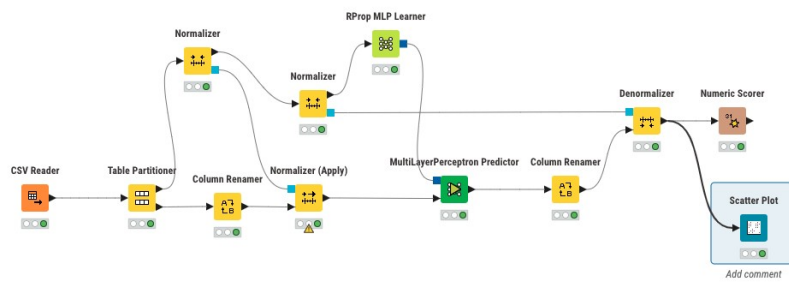 RProp MLP Learner
Normalizer
Normalizer
Denormalizer
Numeric Scorer
CSV Reader
Table Partitioner
Column Renamer
Normalizer (Apply)
MultiLayerPerceptron Predictor
Column Renamer
Scatter Plot
Add comment